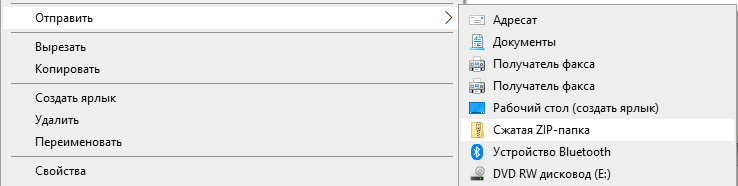 Отправить
Вырезать
Копировать
Создать ярлык
Удалить
Переименовать
Свойства
Адресат
Документы
Получатель факса
Получатель факса
Рабочий стол (создать ярлык)
Сжатая ZIP-папка
Устройство Bluetooth
DVD RW дисковод (E:)